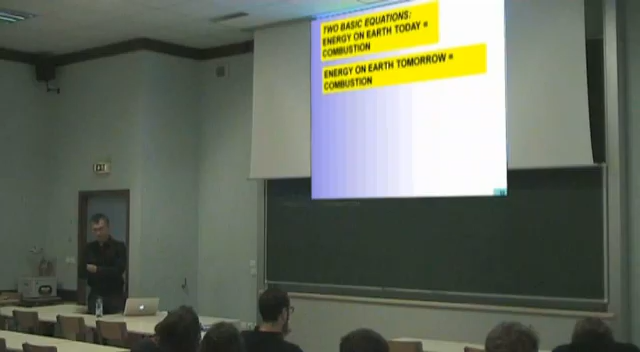 TWO BASIC EQUATIONS:
ENERGY ON EARTH TODAY =
COMBUSTION
ENERGY ON EARTH TOMORROW =
COMBUSTION